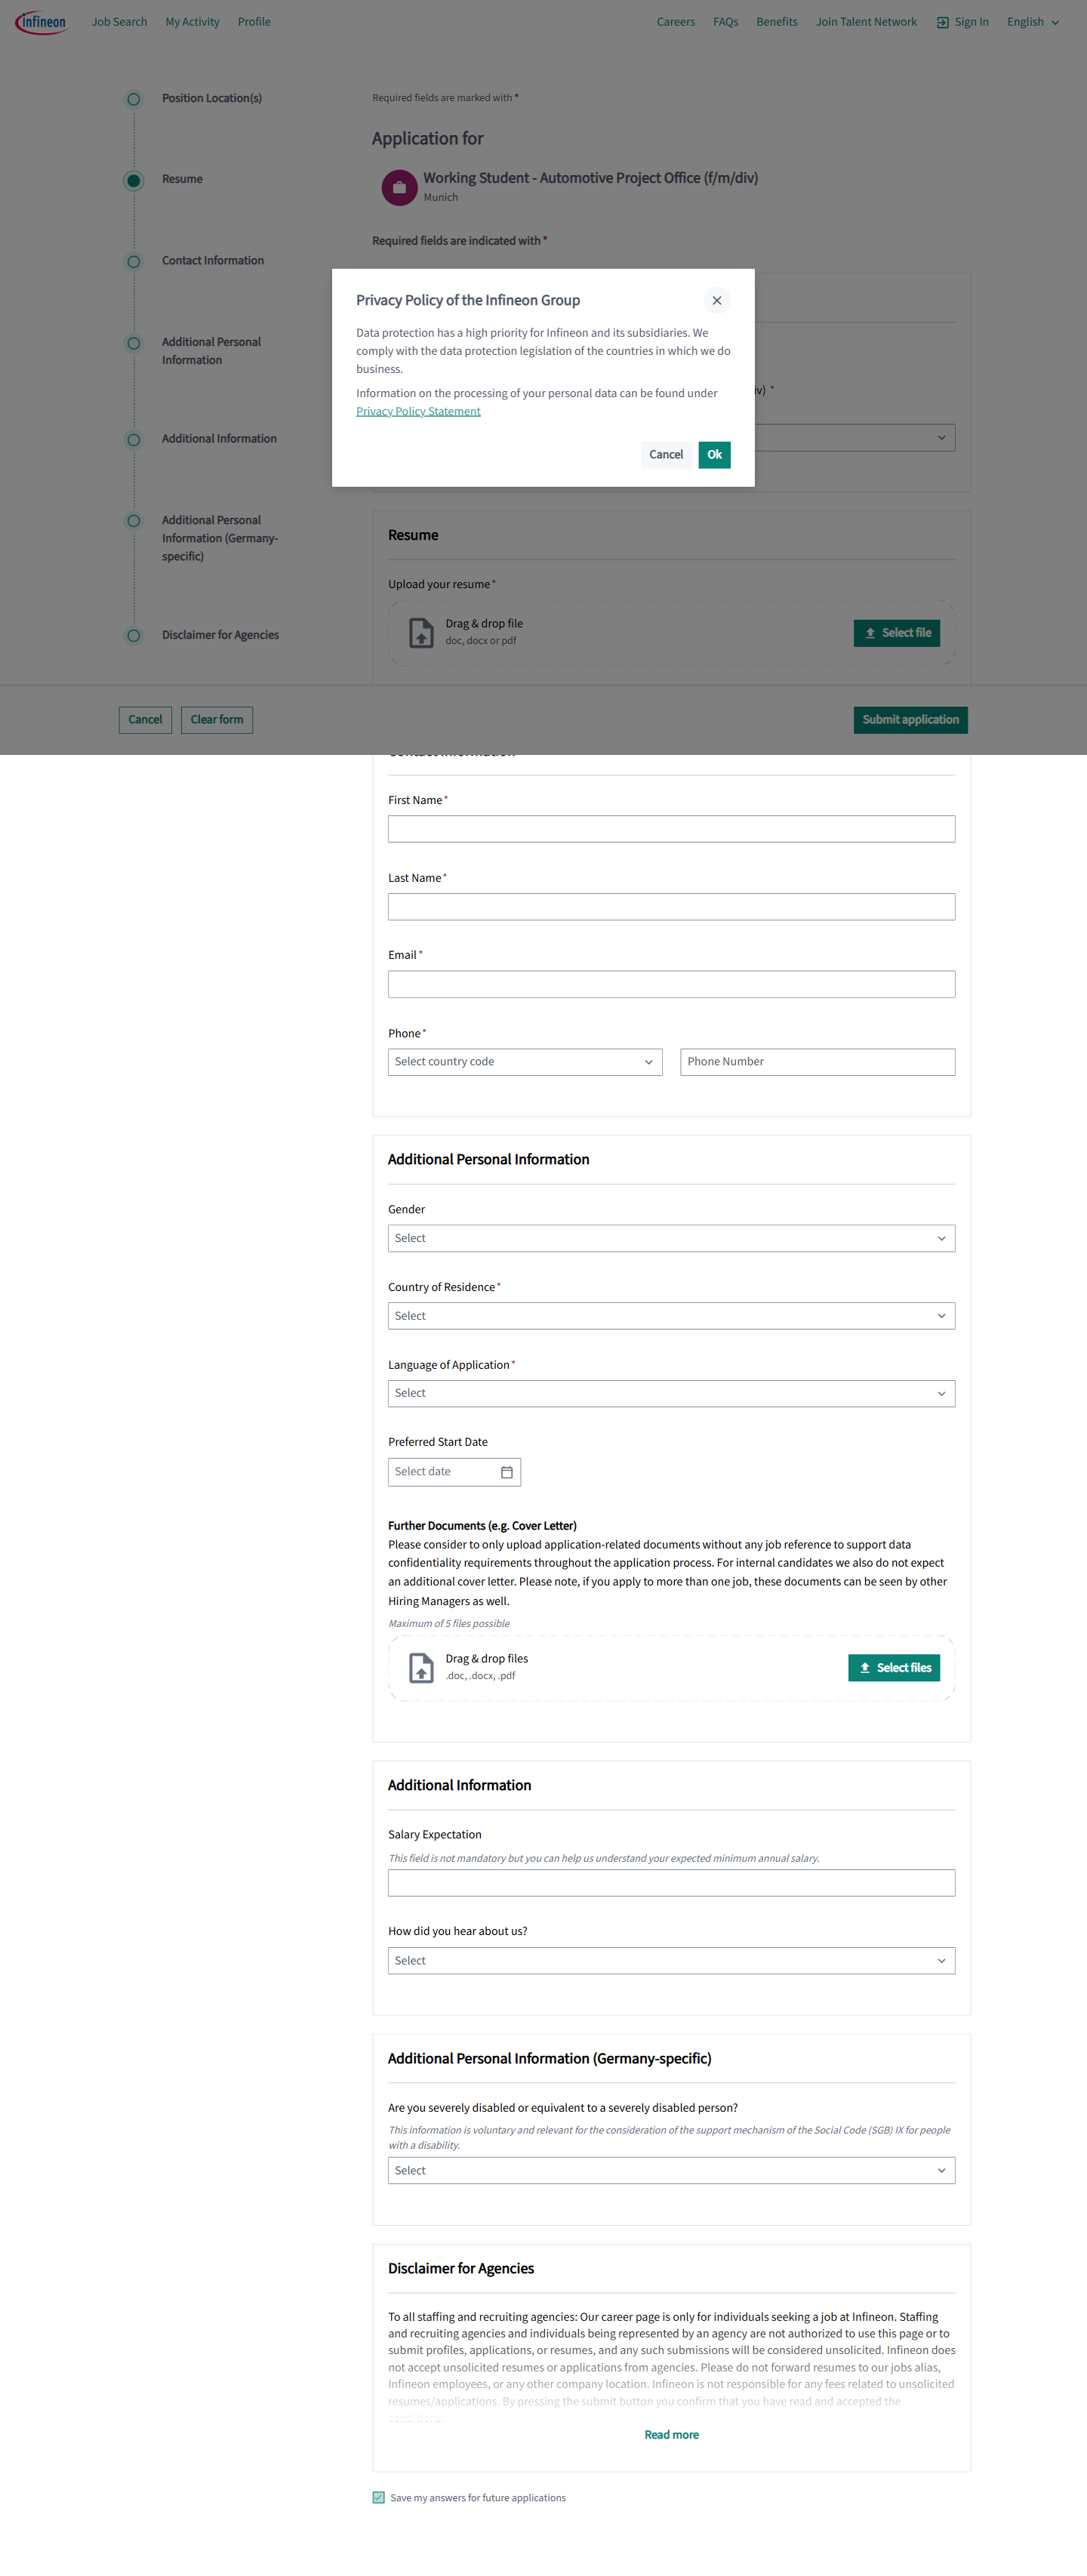 infineon
Job Search
My Activity
Profile
Careers
FAQs
Benefits
Join Talent Network
Sign In
English
Position Location(s)
Resume
Contact Information
Additional Personal
Information
Additional Information
Additional Personal
Information (Germany-
specific)
Disclaimer for Agencies
Required fields are marked with *
Application for
Working Student - Automotive Project Office (f/m/div)
Munich
Required fields are indicated with *
Privacy Policy of the Infineon Group
Data protection has a high priority for Infineon and its subsidiaries. We
comply with the data protection legislation of the countries in which we do
business.
Information on the processing of your personal data can be found under
Privacy Policy Statement
Cancel
Ok
iv) *
Resume
Upload your resume *
Drag & drop file
doc, docx or pdf
Select file
Cancel
Clear form
Submit application
First Name *
Last Name *
Email *
Phone *
Select country code
Phone Number
Additional Personal Information
Gender
Select
Country of Residence *
Select
Language of Application *
Select
Preferred Start Date
Select date
Further Documents (e.g. Cover Letter)
Please consider to only upload application-related documents without any job reference to support data
confidentiality requirements throughout the application process. For internal candidates we also do not expect
an additional cover letter. Please note, if you apply to more than one job, these documents can be seen by other
Hiring Managers as well.
Maximum of 5 files possible
Drag & drop files
.doc, .docx, .pdf
Select files
Additional Information
Salary Expectation
This field is not mandatory but you can help us understand your expected minimum annual salary.
How did you hear about us?
Select
Additional Personal Information (Germany-specific)
Are you severely disabled or equivalent to a severely disabled person?
This information is voluntary and relevant for the consideration of the support mechanism of the Social Code (SGB) IX for people
with a disability.
Select
Disclaimer for Agencies
To all staffing and recruiting agencies: Our career page is only for individuals seeking a job at Infineon. Staffing
and recruiting agencies and individuals being represented by an agency are not authorized to use this page or to
submit profiles, applications, or resumes, and any such submissions will be considered unsolicited. Infineon does
not accept unsolicited resumes or applications from agencies. Please do not forward resumes to our jobs alias,
Infineon employees, or any other company location. Infineon is not responsible for any fees related to unsolicited
resumes/applications. By pressing the submit button you confirm that you have read and accepted the
Read more
Save my answers for future applications